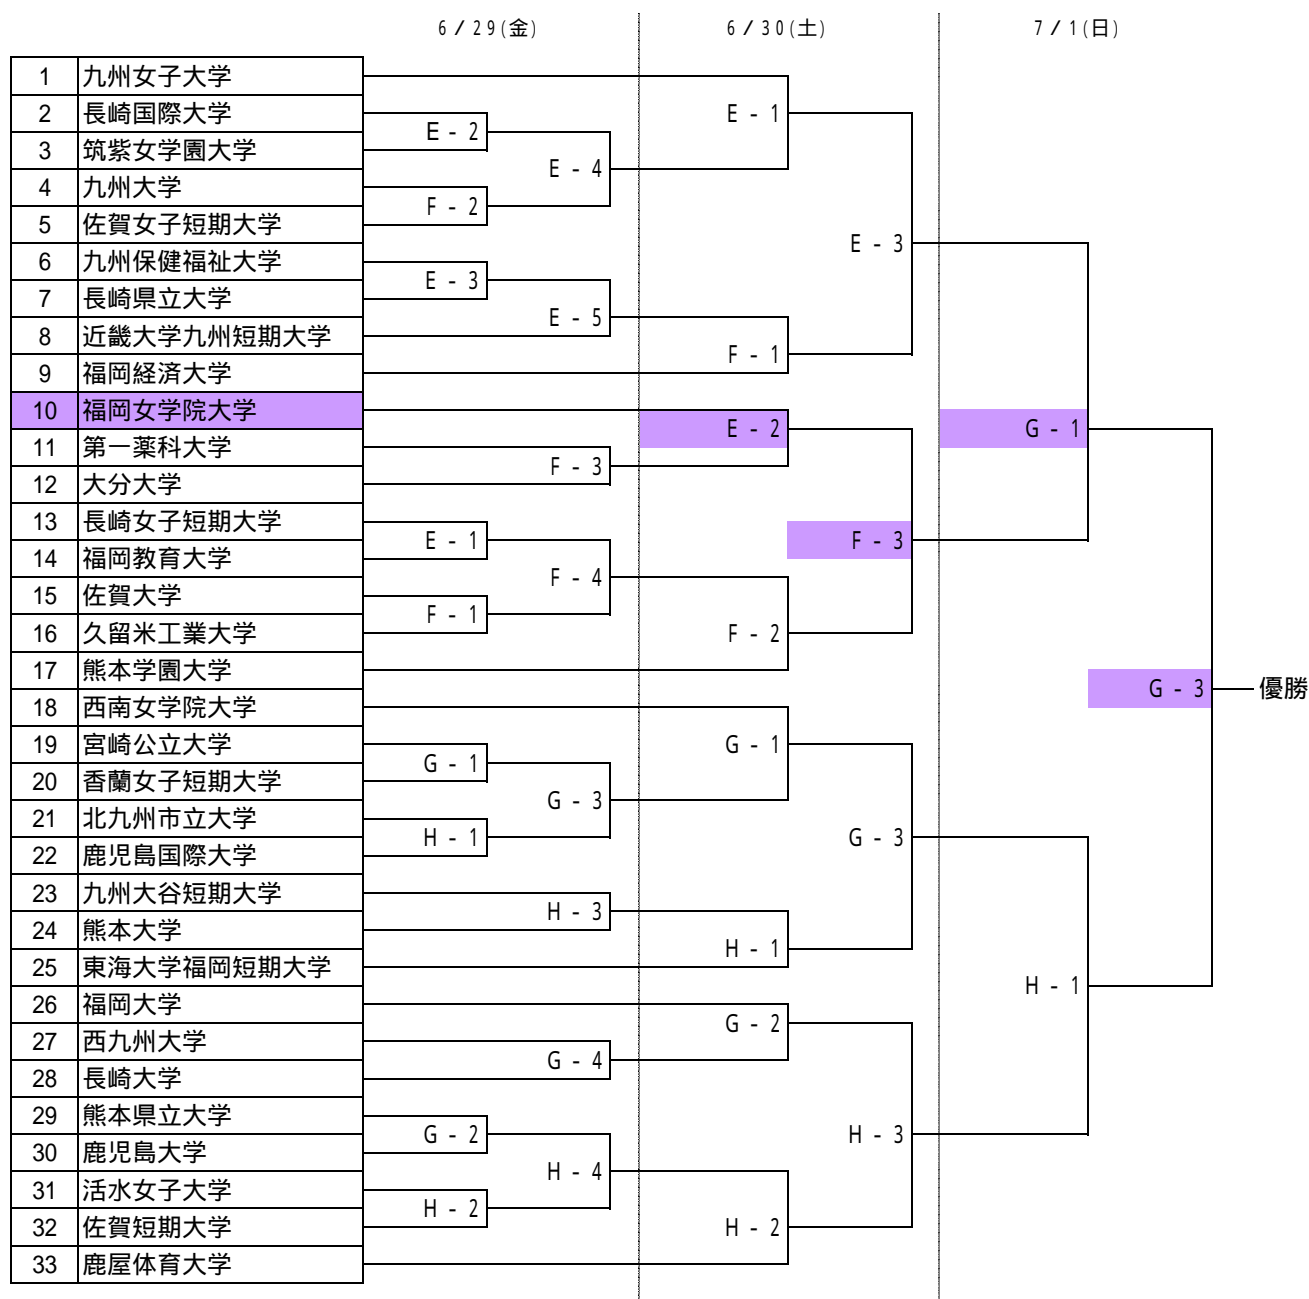 6/29(金) 6/30(土) 7/1(日)
1 九州女子大学
2 長崎国際大学
3 筑紫女学園大学
4 九州大学
5 佐賀女子短期大学
6 九州保健福祉大学
7 長崎県立大学
8 近畿大学九州短期大学
9 福岡経済大学
10 福岡女学院大学
11 第一薬科大学
12 大分大学
13 長崎女子短期大学
14 福岡教育大学
15 佐賀大学
16 久留米工業大学
17 熊本学園大学
18 西南女学院大学
19 宮崎公立大学
20 香蘭女子短期大学
21 北九州市立大学
22 鹿児島国際大学
23 九州大谷短期大学
24 熊本大学
25 東海大学福岡短期大学
26 福岡大学
27 西九州大学
28 長崎大学
29 熊本県立大学
30 鹿児島大学
31 活水女子大学
32 佐賀短期大学
33 鹿屋体育大学
E - 2
F - 2
E - 3
E - 1
F - 1
G - 1
H - 1
G - 2
H - 2
E - 4
E - 5
F - 3
F - 4
G - 3
H - 3
G - 4
H - 4
E - 1
F - 1
E - 2
F - 2
G - 1
H - 1
G - 2
H - 2
E - 3
F - 3
G - 3
H - 3
G - 1
H - 1
G - 3
優勝